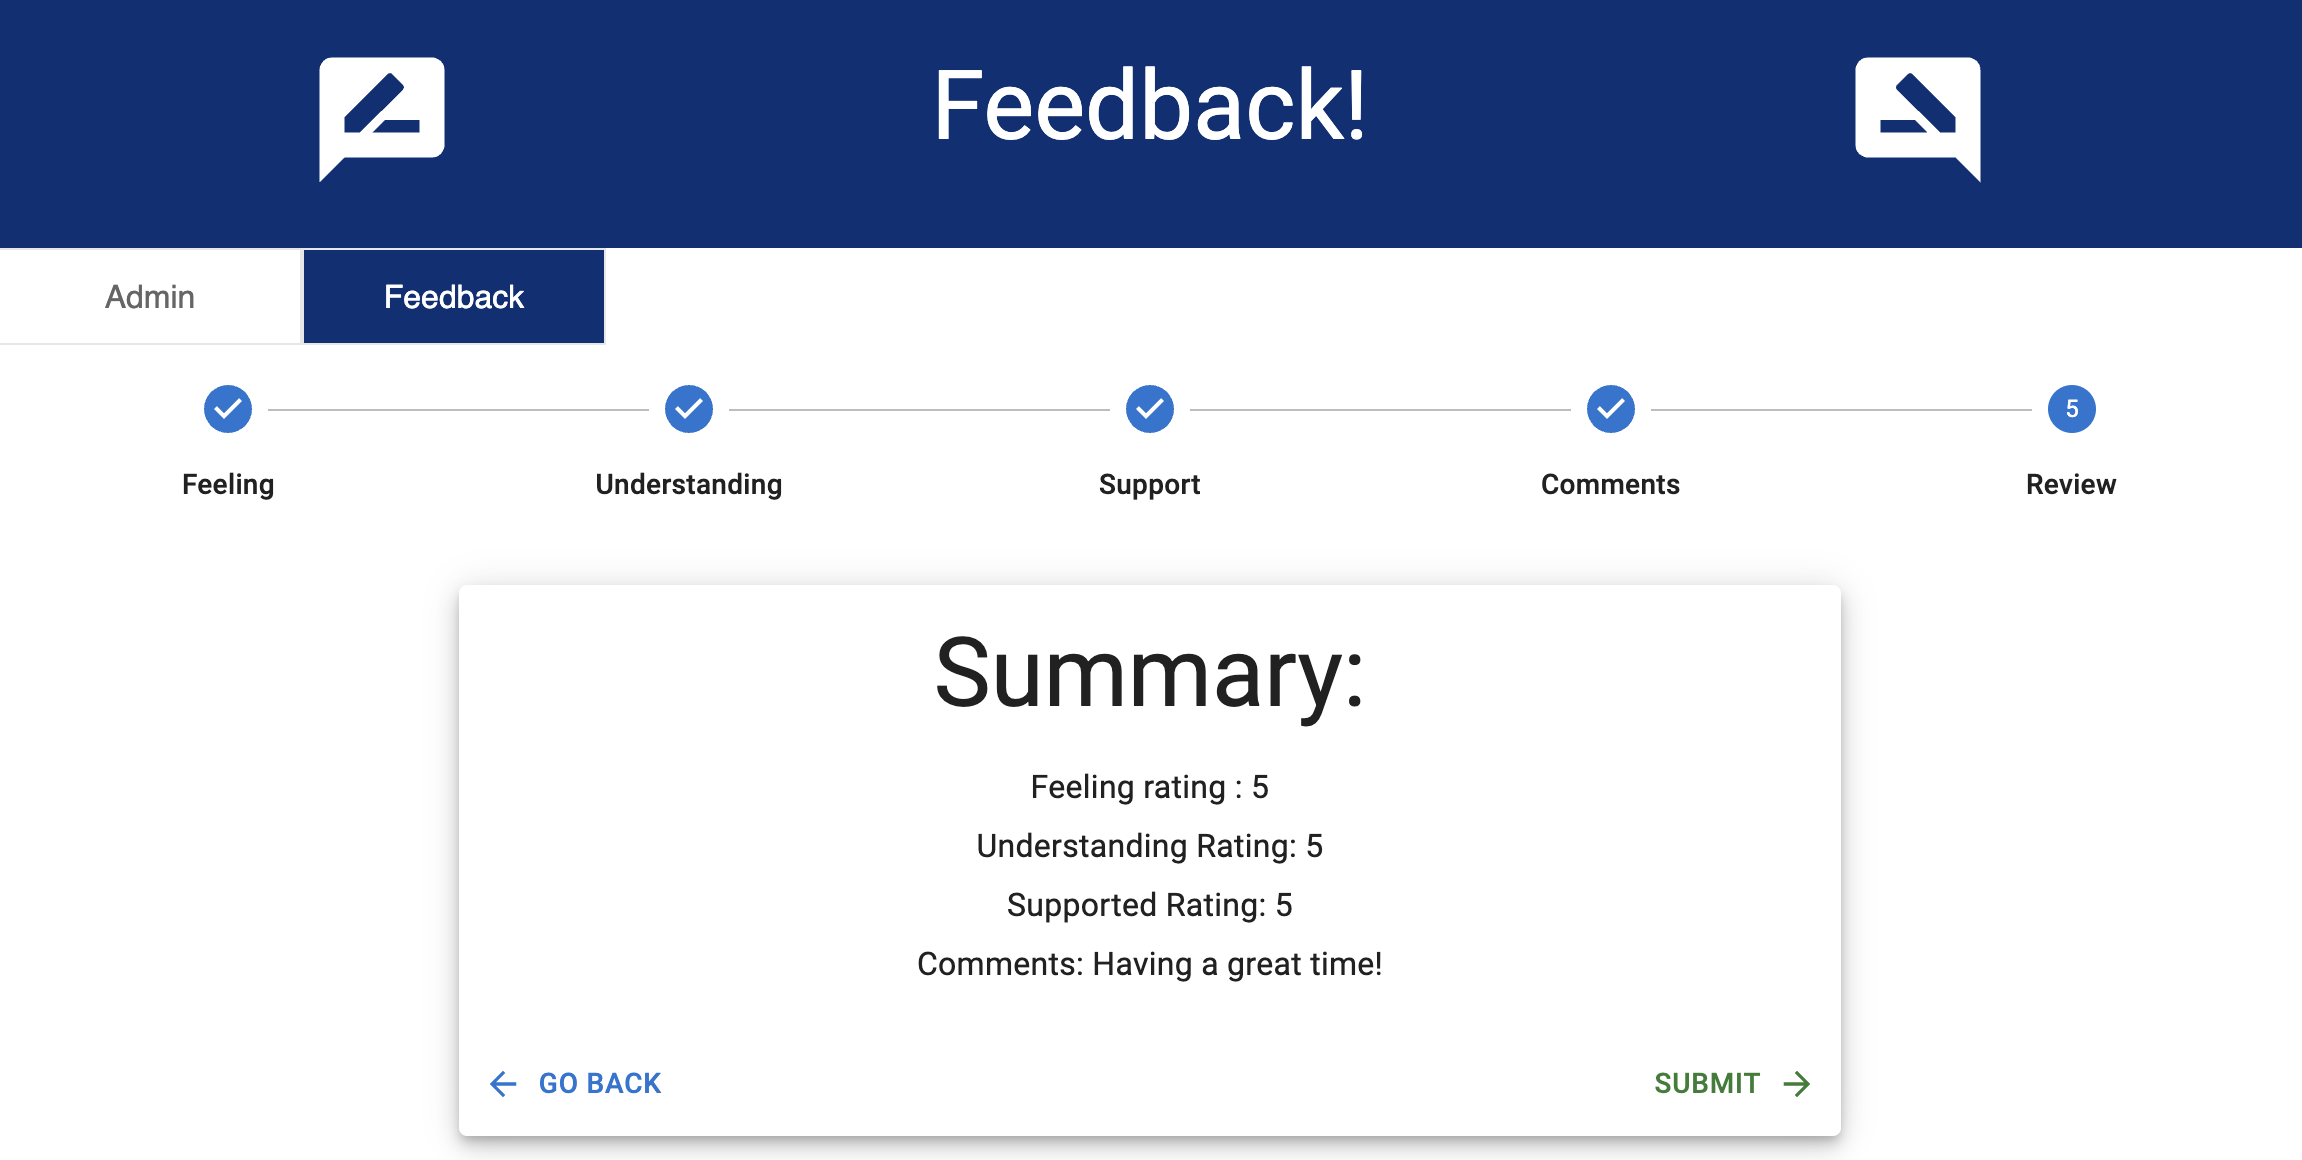 Feedback!
Admin
Feedback
5
Feeling
Understanding
Support
Comments
Review
Summary:
Feeling rating : 5
Understanding Rating: 5
Supported Rating: 5
Comments: Having a great time!
GO BACK
SUBMIT